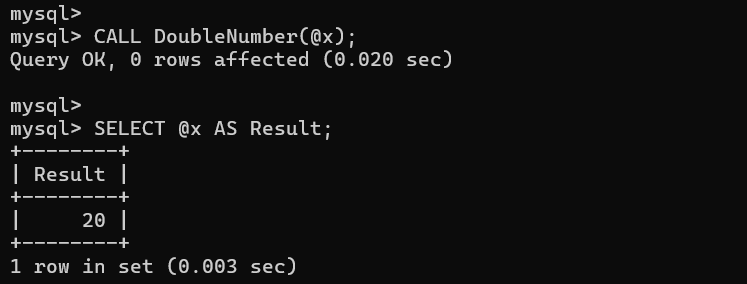 mysql>
mysql> CALL DoubleNumber(@x);
Query OK, 0 rows affected (0.020 sec)

mysql>
mysql> SELECT @x AS Result;
+--------+
| Result |
+--------+
|     20 |
+--------+
1 row in set (0.003 sec)